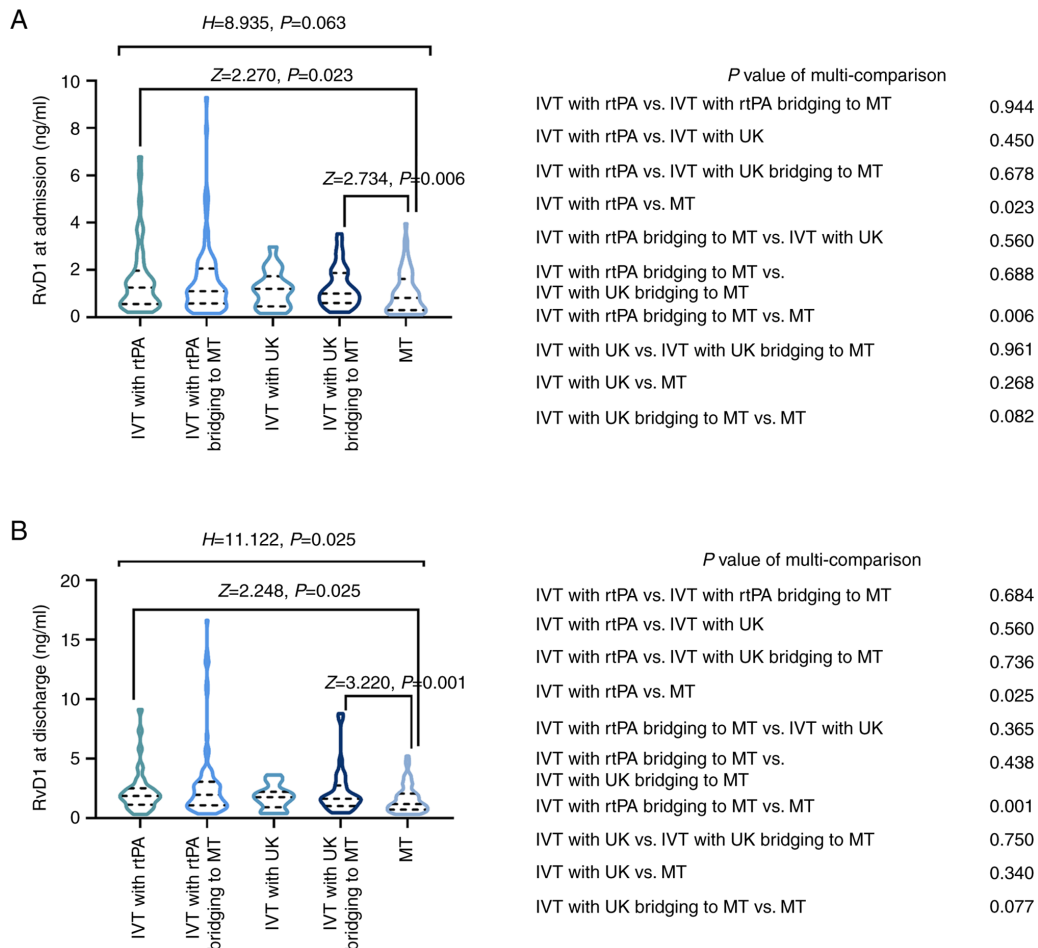 A
H=8.935, P=0.063
Z=2.270, P=0.023
Z=2.734, P=0.006
RvD1 at admission (ng/ml)
10
8
6
4
2
0
IVT with rtPA
IVT with rtPA
bridging to MT
IVT with UK
IVT with UK
bridging to MT
MT
P value of multi-comparison
IVT with rtPA vs. IVT with rtPA bridging to MT 0.944
IVT with rtPA vs. IVT with UK 0.450
IVT with rtPA vs. IVT with UK bridging to MT 0.678
IVT with rtPA vs. MT 0.023
IVT with rtPA bridging to MT vs. IVT with UK 0.560
IVT with rtPA bridging to MT vs. 0.688
IVT with UK bridging to MT
IVT with rtPA bridging to MT vs. MT 0.006
IVT with UK vs. IVT with UK bridging to MT 0.961
IVT with UK vs. MT 0.268
IVT with UK bridging to MT vs. MT 0.082
B
H=11.122, P=0.025
Z=2.248, P=0.025
Z=3.220, P=0.001
RvD1 at discharge (ng/ml)
20
15
10
5
0
IVT with rtPA
IVT with rtPA
bridging to MT
IVT with UK
IVT with UK
bridging to MT
MT
P value of multi-comparison
IVT with rtPA vs. IVT with rtPA bridging to MT 0.684
IVT with rtPA vs. IVT with UK 0.560
IVT with rtPA vs. IVT with UK bridging to MT 0.736
IVT with rtPA vs. MT 0.025
IVT with rtPA bridging to MT vs. IVT with UK 0.365
IVT with rtPA bridging to MT vs. 0.438
IVT with UK bridging to MT
IVT with rtPA bridging to MT vs. MT 0.001
IVT with UK vs. IVT with UK bridging to MT 0.750
IVT with UK vs. MT 0.340
IVT with UK bridging to MT vs. MT 0.077